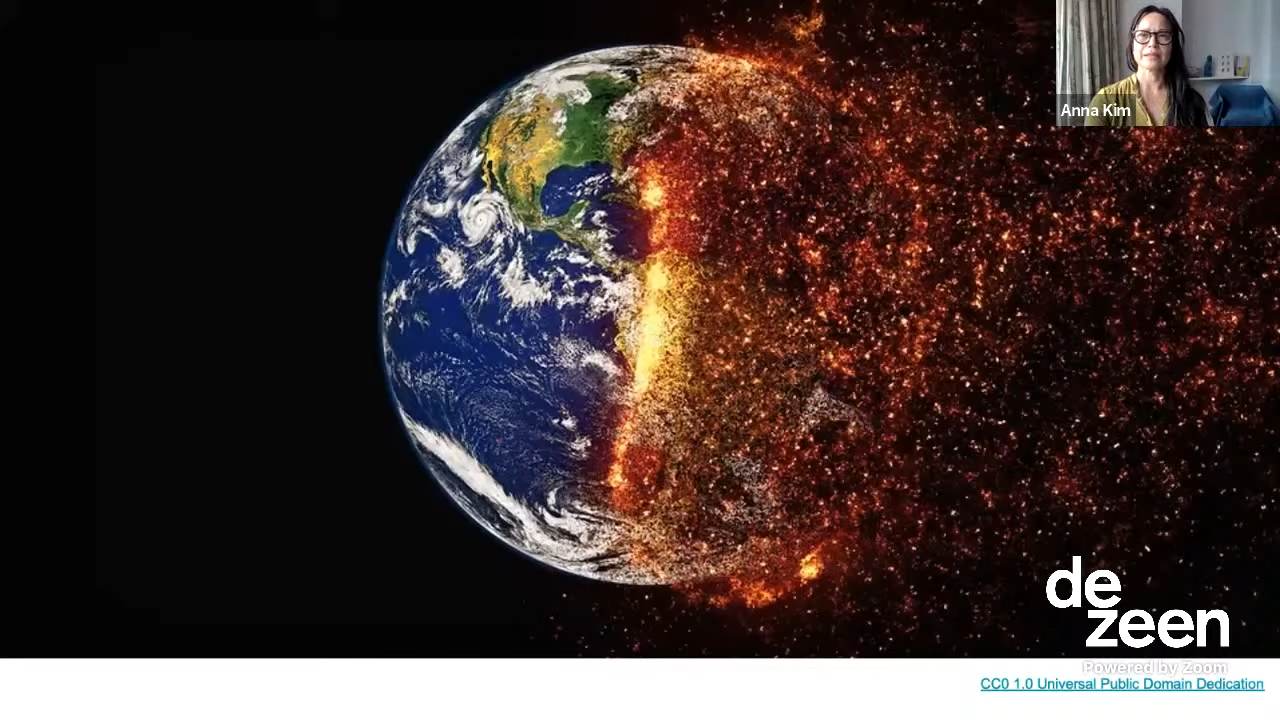 Anna Kim
de
zeen
Powered by Zoom
CC0 1.0 Universal Public Domain Dedication